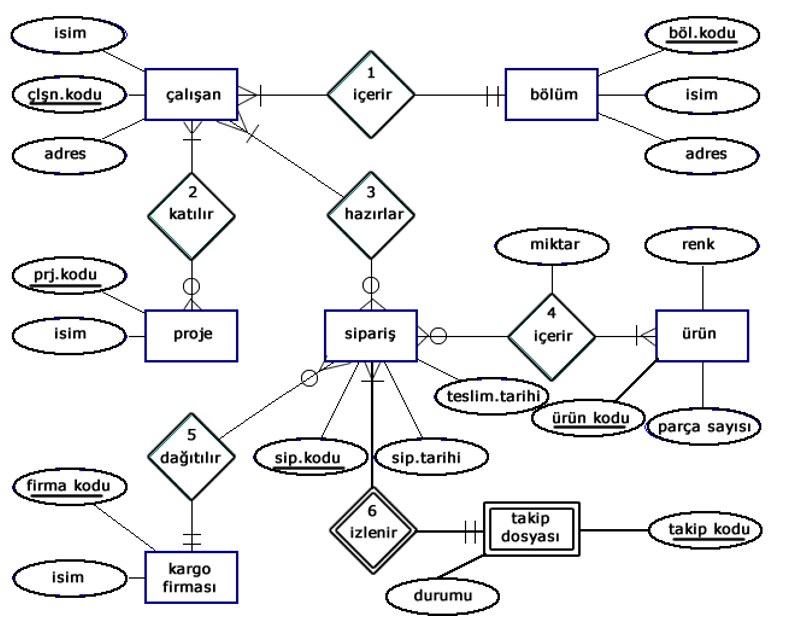 isim
böl.kodu
1
çalışan
içerir
bölüm
çlşn.kodu
isim
adres
adres
2
katılır
3
hazırlar
miktar
renk
prj.kodu
4
isim
proje
sipariş
içerir
ürün
teslim.tarihi
ürün kodu
parça sayısı
5
dağıtılır
sip.kodu
sip.tarihi
firma kodu
6
izlenir
takip
dosyası
takip kodu
isim
kargo
firması
durumu